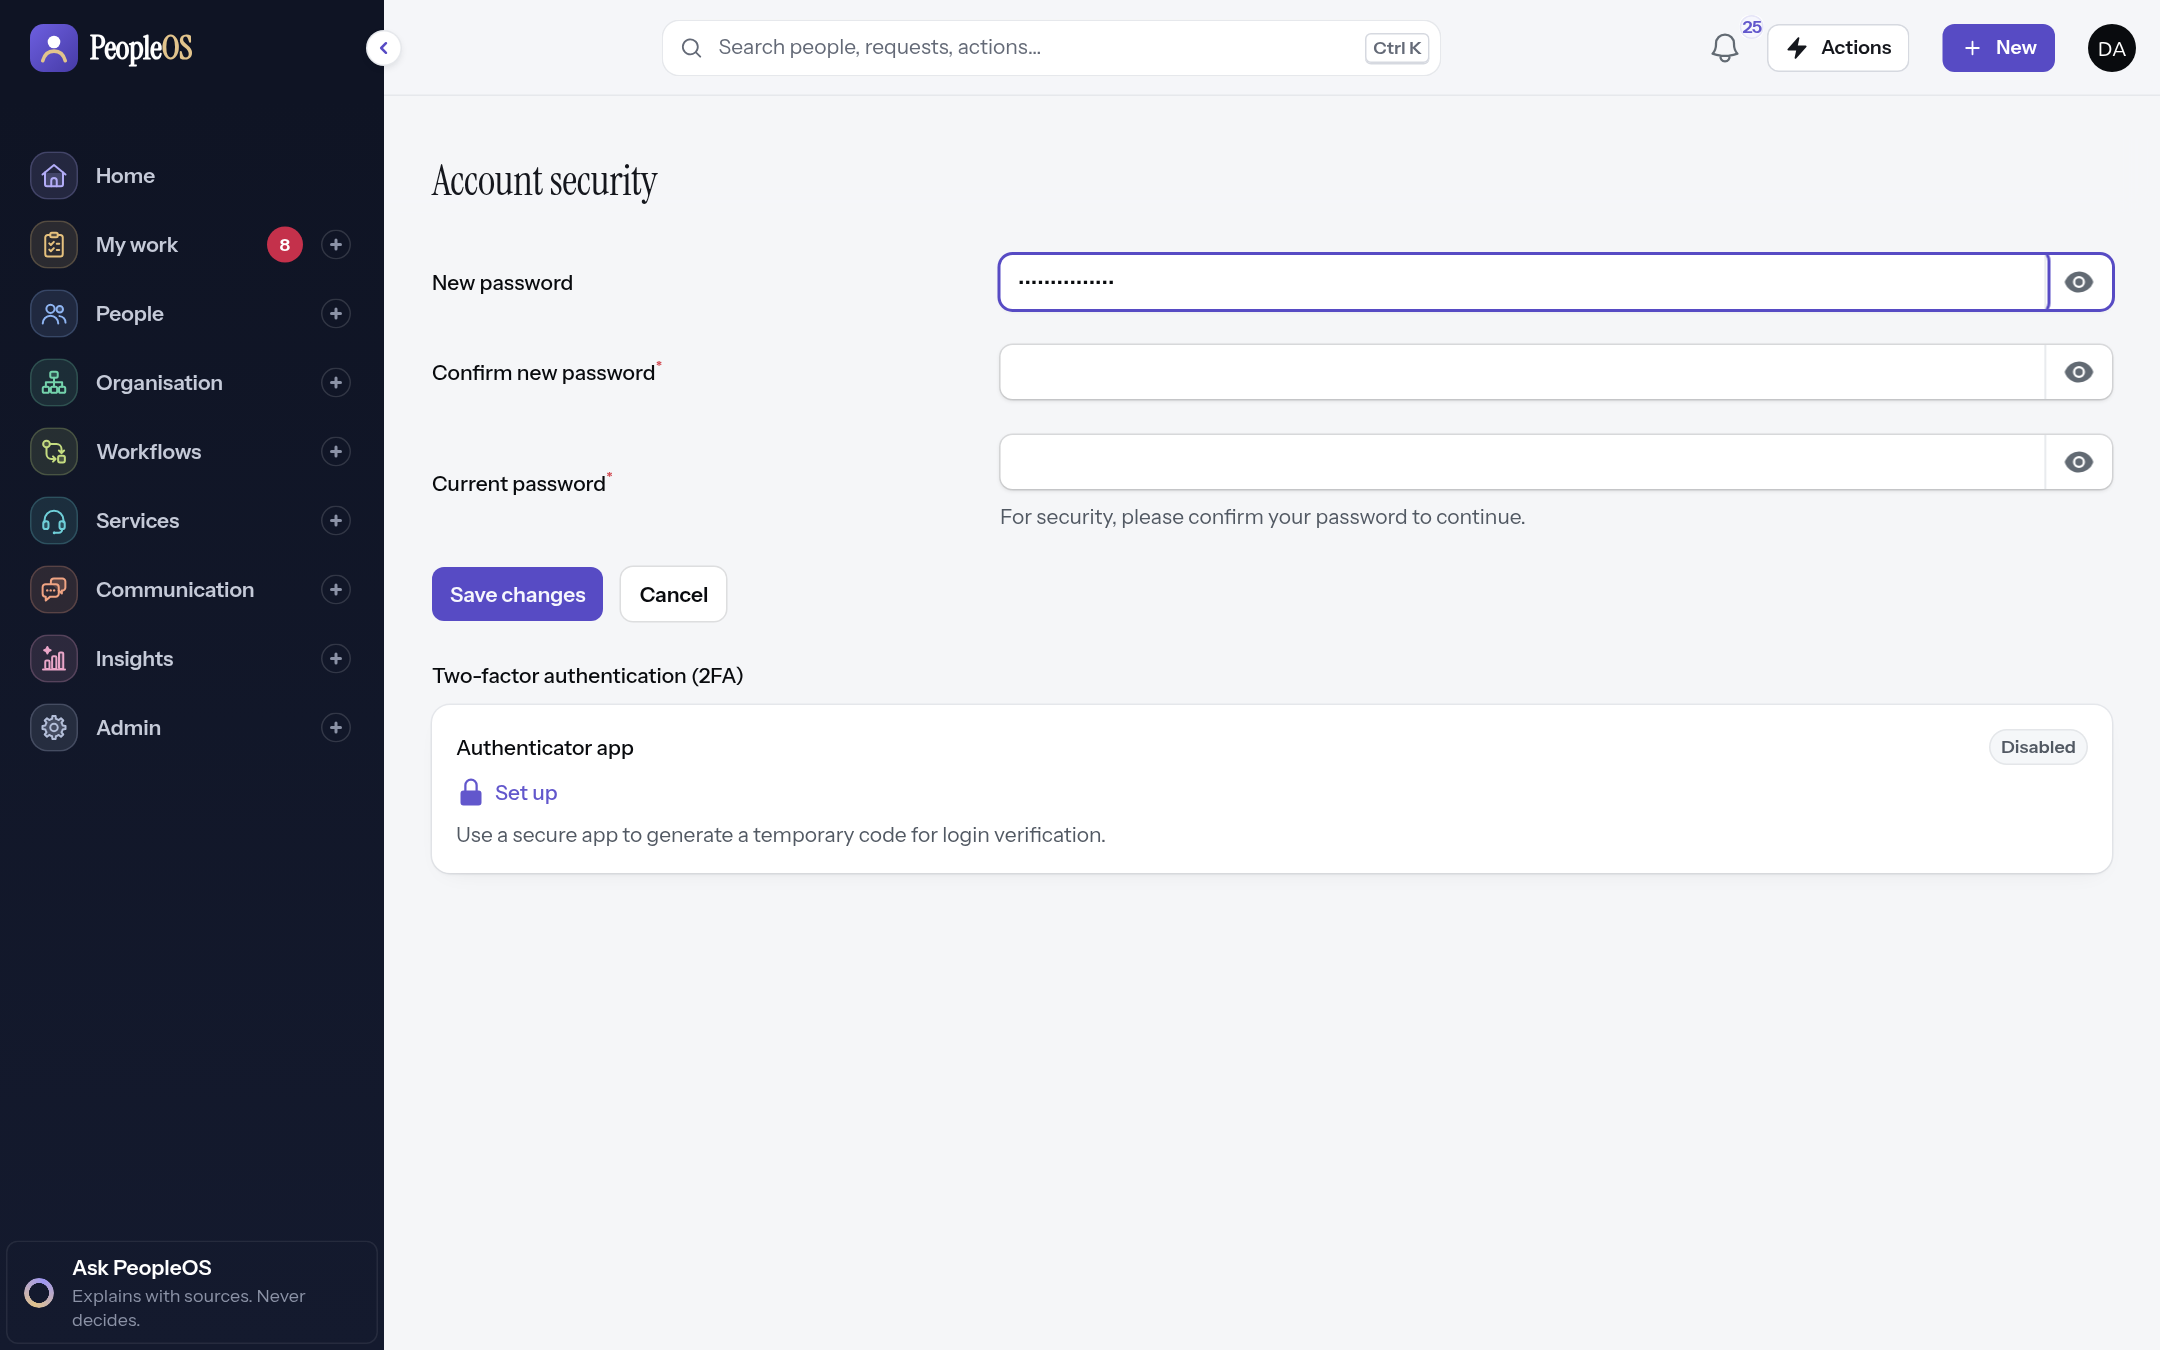 PeopleOS
Search people, requests, actions...
Ctrl K
25
Actions
New
DA
Home
My work
8
People
Organisation
Workflows
Services
Communication
Insights
Admin
Account security
New password
•••••••••••••••
Confirm new password*
Current password*
For security, please confirm your password to continue.
Save changes
Cancel
Two-factor authentication (2FA)
Authenticator app
Disabled
Set up
Use a secure app to generate a temporary code for login verification.
Ask PeopleOS
Explains with sources. Never
decides.